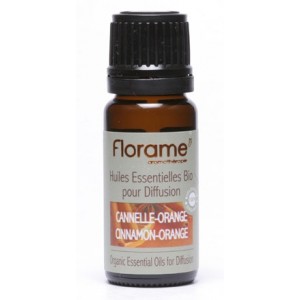 Florame
aromathérapie
Huiles Essentielles Bio
pour Diffusion
CANNELLE-ORANGE
CINNAMON-ORANGE
Organic Essential Oils for Diffusion